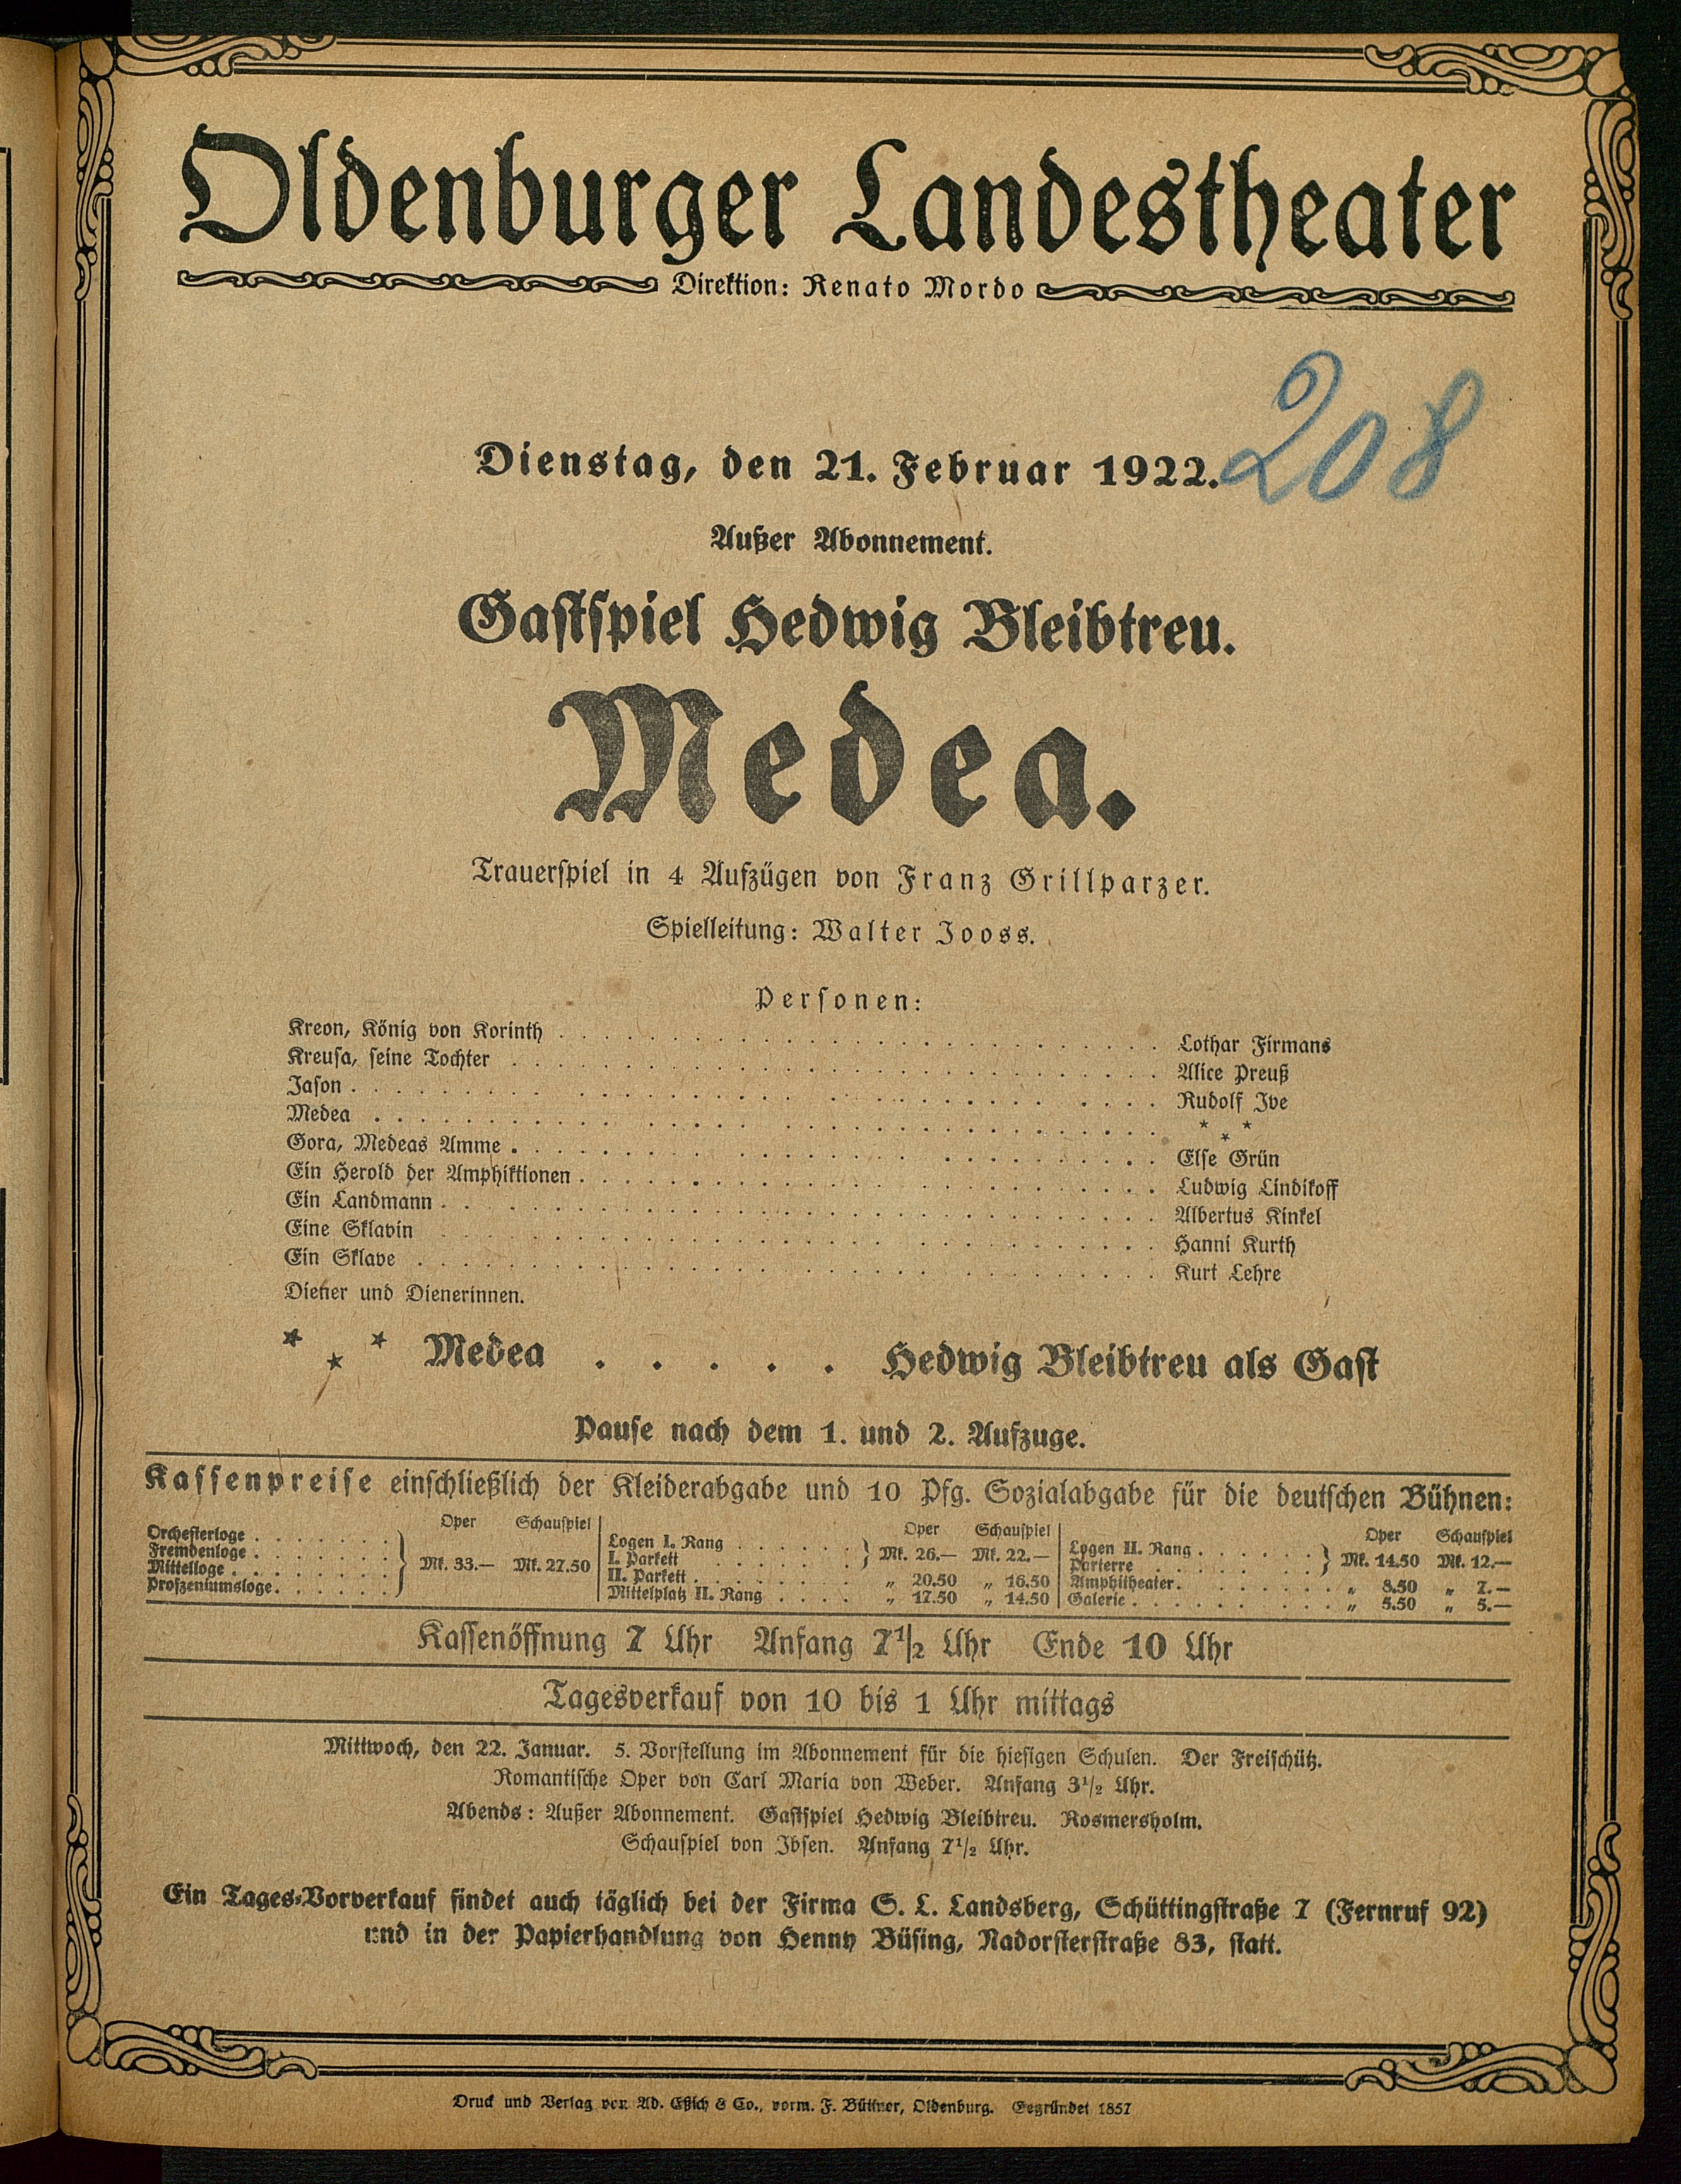 Oldenburger Landestheater
Direktion: Renato Mordo
208
Dienstag, den 21. Februar 1922.
Außer Abonnement.
Gastspiel Hedwig Bleibtreu.
Medea.
Trauerspiel in 4 Aufzügen von Franz Grillparzer.
Spielleitung: Walter Jooss.
Personen:
Kreon, König von Korinth . . . . . Lothar Firmans
Kreusa, seine Tochter . . . . . Alice Preuß
Jason . . . . . Rudolf Ive
Medea . . . . . * * *
Gora, Medeas Amme . . . . . Else Grün
Ein Herold der Amphiktionen . . . . . Ludwig Lindikoff
Ein Landmann . . . . . Albertus Kinkel
Eine Sklavin . . . . . Hanni Kurth
Ein Sklave . . . . . Kurt Lehre
Diener und Dienerinnen.
* * * Medea . . . . . Hedwig Bleibtreu als Gast
Pause nach dem 1. und 2. Aufzuge.
Kassenpreise einschließlich der Kleiderabgabe und 10 Pfg. Sozialabgabe für die deutschen Bühnen:
Oper Schauspiel
Orchesterloge . . . . .
Fremdenloge . . . . .
Mittelloge . . . . .
Proszeniumsloge . . . . .
} Mk. 33.— Mk. 27.50
Oper Schauspiel
Logen I. Rang . . . . .
I. Parkett . . . . .
} Mk. 26.— Mk. 22.—
II. Parkett . . . . . „ 20.50 „ 16.50
Mittelplatz II. Rang . . . . „ 17.50 „ 14.50
Oper Schauspiel
Logen II. Rang . . . . .
Parterre . . . . .
} Mk. 14.50 Mk. 12.—
Amphitheater . . . . . „ 8.50 „ 7.—
Galerie . . . . . „ 5.50 „ 5.—
Kassenöffnung 7 Uhr Anfang 7½ Uhr Ende 10 Uhr
Tagesverkauf von 10 bis 1 Uhr mittags
Mittwoch, den 22. Januar. 5. Vorstellung im Abonnement für die hiesigen Schulen. Der Freischütz.
Romantische Oper von Carl Maria von Weber. Anfang 3½ Uhr.
Abends: Außer Abonnement. Gastspiel Hedwig Bleibtreu. Rosmersholm.
Schauspiel von Ibsen. Anfang 7½ Uhr.
Ein Tages-Vorverkauf findet auch täglich bei der Firma S. L. Landsberg, Schüttingstraße 7 (Fernruf 92)
und in der Papierhandlung von Henny Büsing, Nadorsterstraße 83, statt.
Druck und Verlag von Ad. Eßich & Co., vorm. F. Büttner, Oldenburg. Gegründet 1857